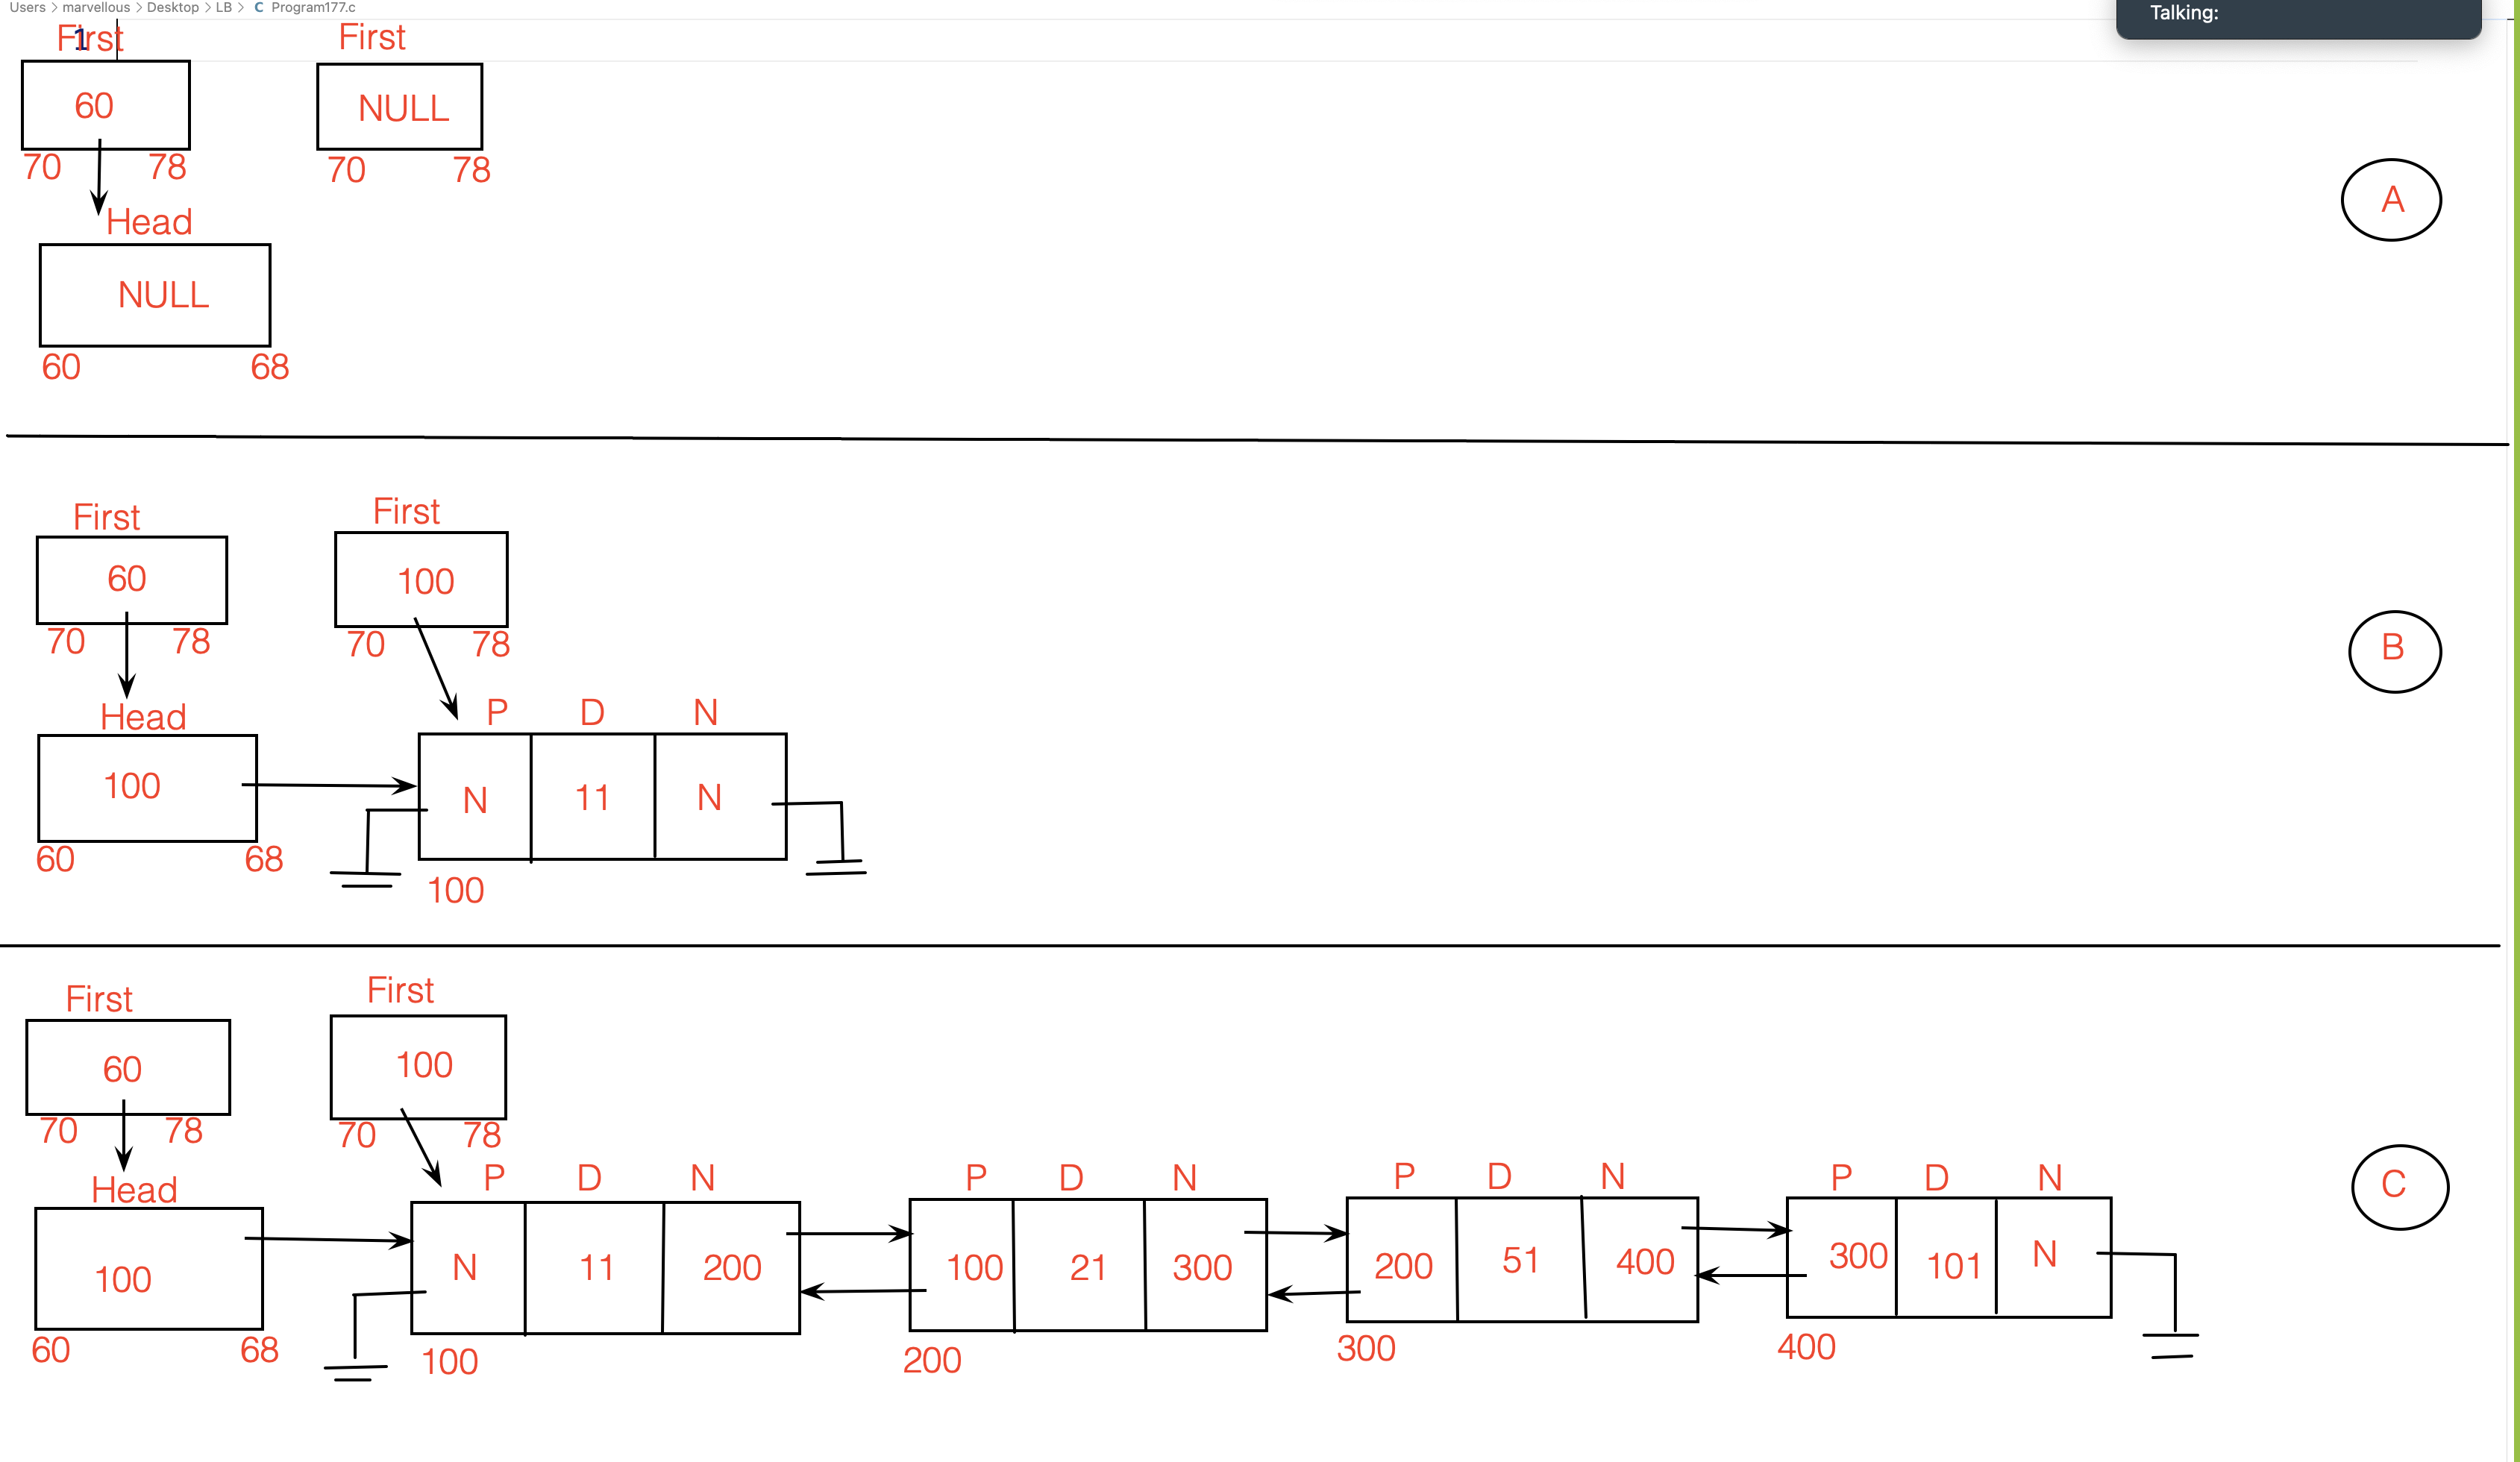 Users > marvellous > Desktop > LB > C Program177.c
Talking:
1
First First
60 NULL
70 78 70 78
A
Head
NULL
60 68
First First
60 100
70 78 70 78
B
Head P D N
100 N 11 N
60 68 100
First First
60 100
70 78 70 78
Head P D N P D N P D N P D N
C
100 N 11 200 100 21 300 200 51 400 300 101 N
60 68 100 200 300 400